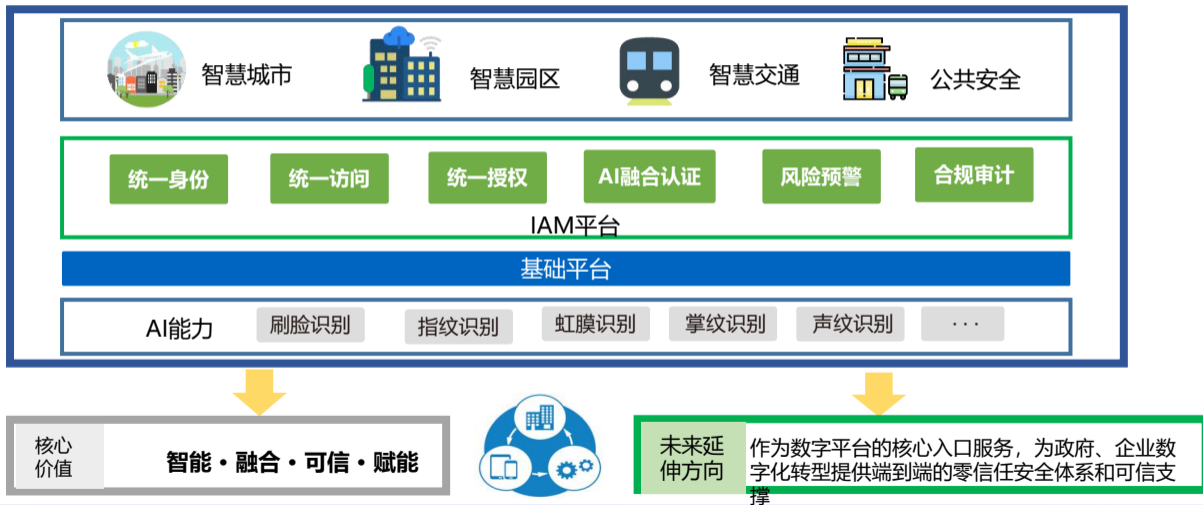 智慧城市
智慧园区
智慧交通
公共安全
统一身份
统一访问
统一授权
AI融合认证
风险预警
合规审计
IAM平台
基础平台
AI能力
刷脸识别
指纹识别
虹膜识别
掌纹识别
声纹识别
···
核心
价值
智能·融合·可信·赋能
未来延
伸方向
作为数字平台的核心入口服务，为政府、企业数
字化转型提供端到端的零信任安全体系和可信支
撑